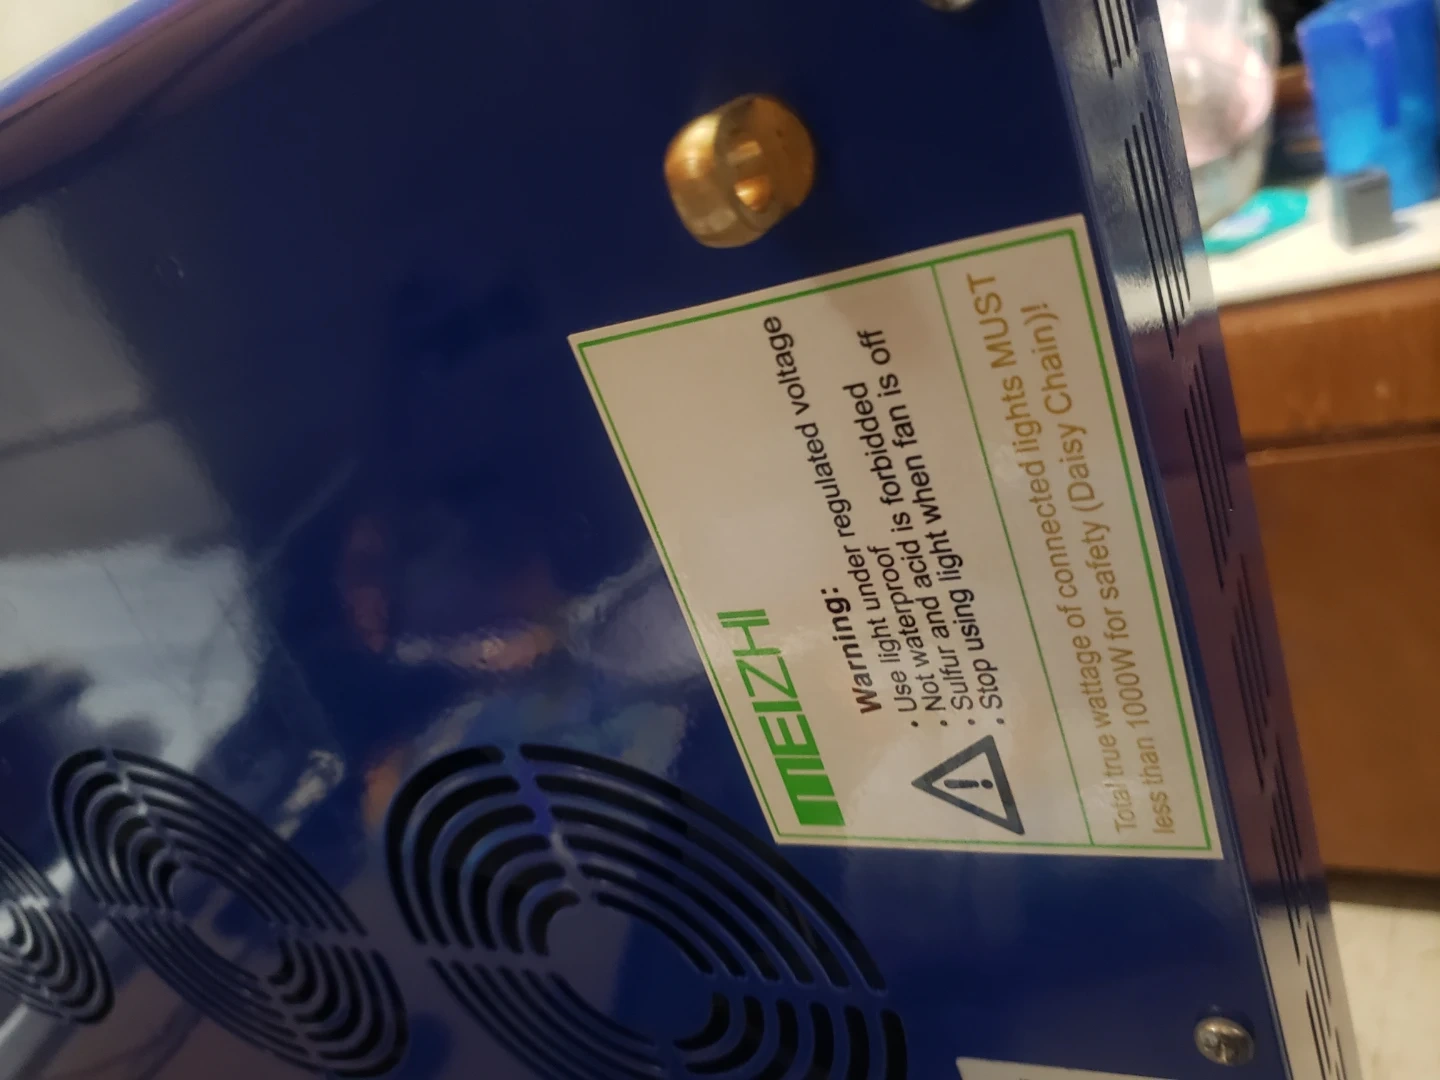 MEIZHI
Warning:
· Use light under regulated voltage
· Not waterproof
· Sulfur and acid is forbidded
· Stop using light when fan is off
Total true wattage of connected lights MUST
less than 1000W for safety (Daisy Chain)!